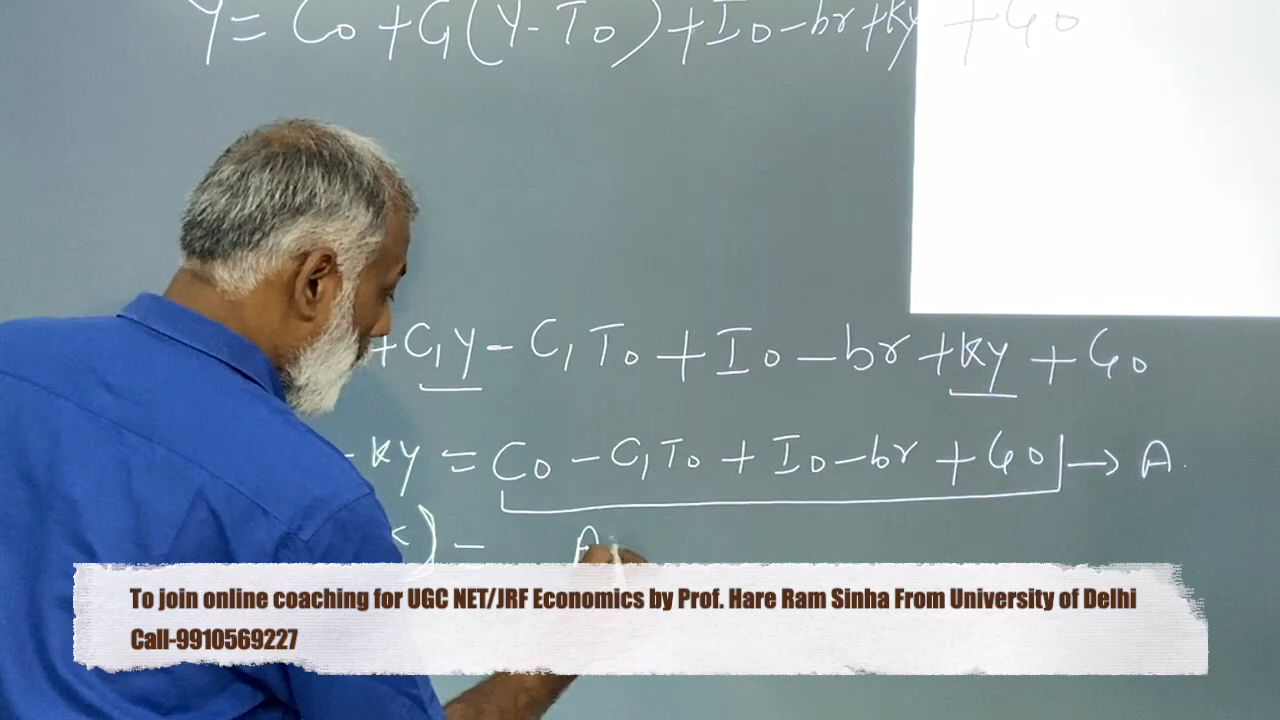 Y = C0 + C1(Y-T0) + I0 - br + KY + G0
+ C1Y - C1T0 + I0 - br + KY + G0
- KY = C0 - C1T0 + I0 - br + G0 → A
) = A
To join online coaching for UGC NET/JRF Economics by Prof. Hare Ram Sinha From University of Delhi
Call-9910569227